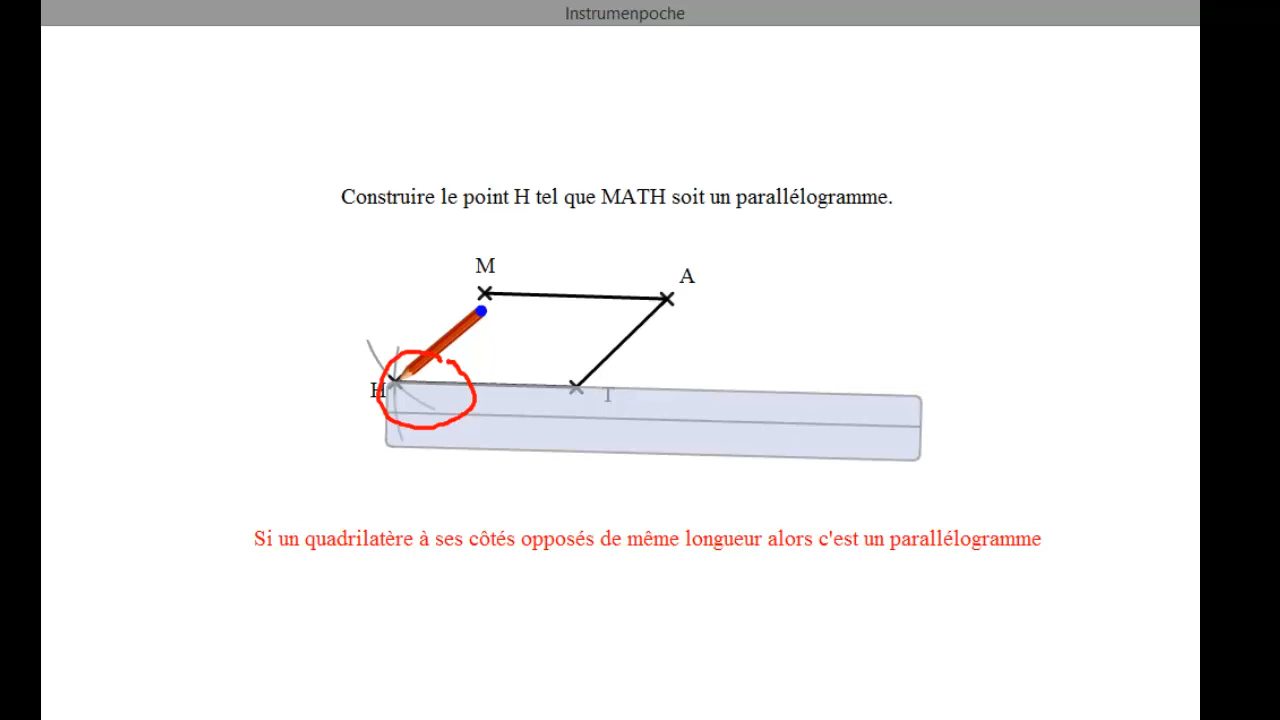 Instrumenpoche
Construire le point H tel que MATH soit un parallélogramme.
M
A
H
T
Si un quadrilatère à ses côtés opposés de même longueur alors c'est un parallélogramme